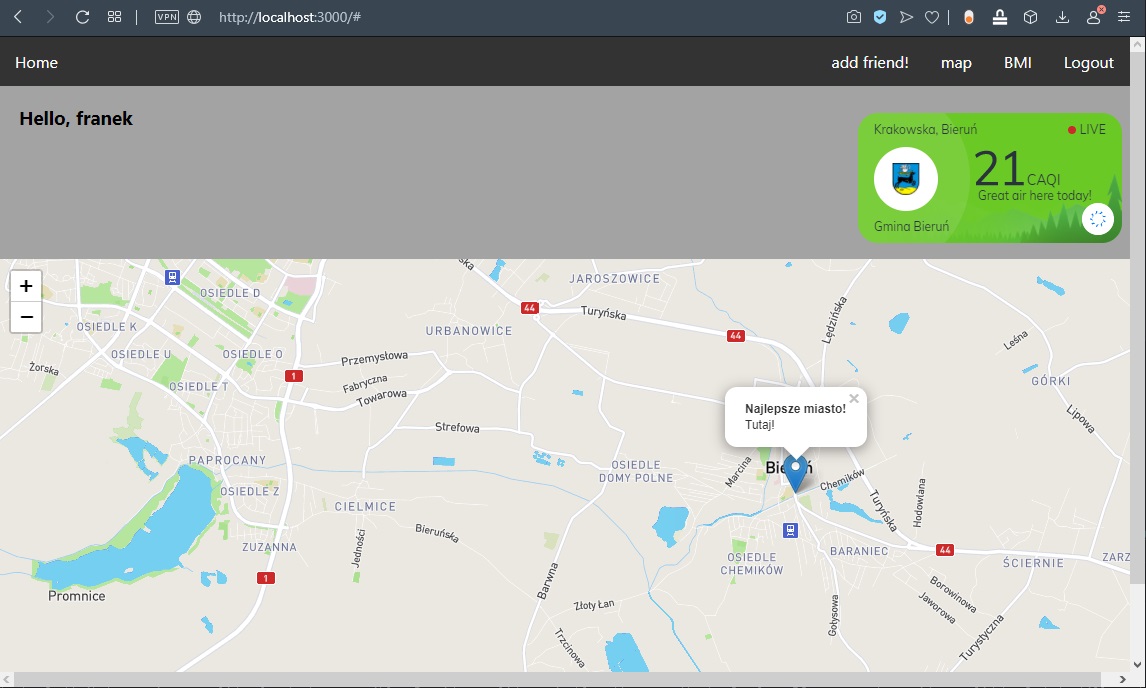 VPN
http://localhost:3000/#
Home
add friend!
map
BMI
Logout
Hello, franek
Krakowska, Bieruń
LIVE
21 CAQI
Great air here today!
Gmina Bieruń
+
−
JAROSZOWICE
OSIEDLE D
44
Turyńska
Lędzińska
OSIEDLE K
URBANOWICE
44
Leśna
OSIEDLE U
OSIEDLE O
Przemysłowa
Żorska
1
Fabryczna
OSIEDLE T
Towarowa
GÓRKI
Najlepsze miasto!
×
Tutaj!
Lipowa
Strefowa
PAPROCANY
OSIEDLE
DOMY POLNE
Marcina
Chemików
OSIEDLE Z
CIELMICE
Turyńska
Hodowlana
Jedności
Bieruńska
ZUZANNA
OSIEDLE
CHEMIKÓW
BARANIEC
44
ŚCIERNIE
1
Promnice
Barwna
Złoty Łan
Borowinowa
Jaworowa
Gołysowa
Turystyczna
Trzcinowa